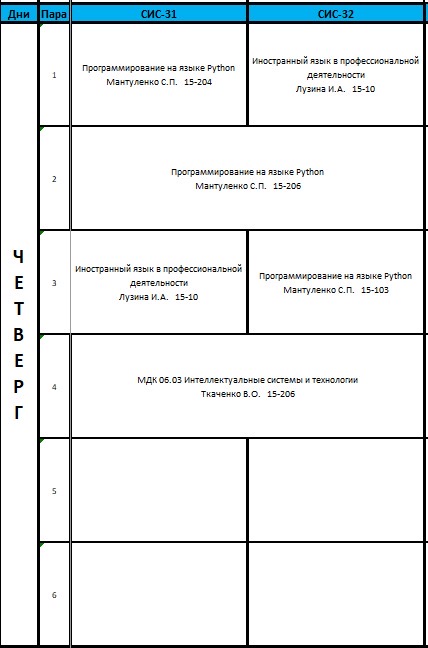 Дни Пара СИС-31 СИС-32
ЧЕТВЕРГ
1
Программирование на языке Python
Мантуленко С.П. 15-204
Иностранный язык в профессиональной
деятельности
Лузина И.А. 15-10
2
Программирование на языке Python
Мантуленко С.П. 15-206
3
Иностранный язык в профессиональной
деятельности
Лузина И.А. 15-10
Программирование на языке Python
Мантуленко С.П. 15-103
4
МДК 06.03 Интеллектуальные системы и технологии
Ткаченко В.О. 15-206
5
6